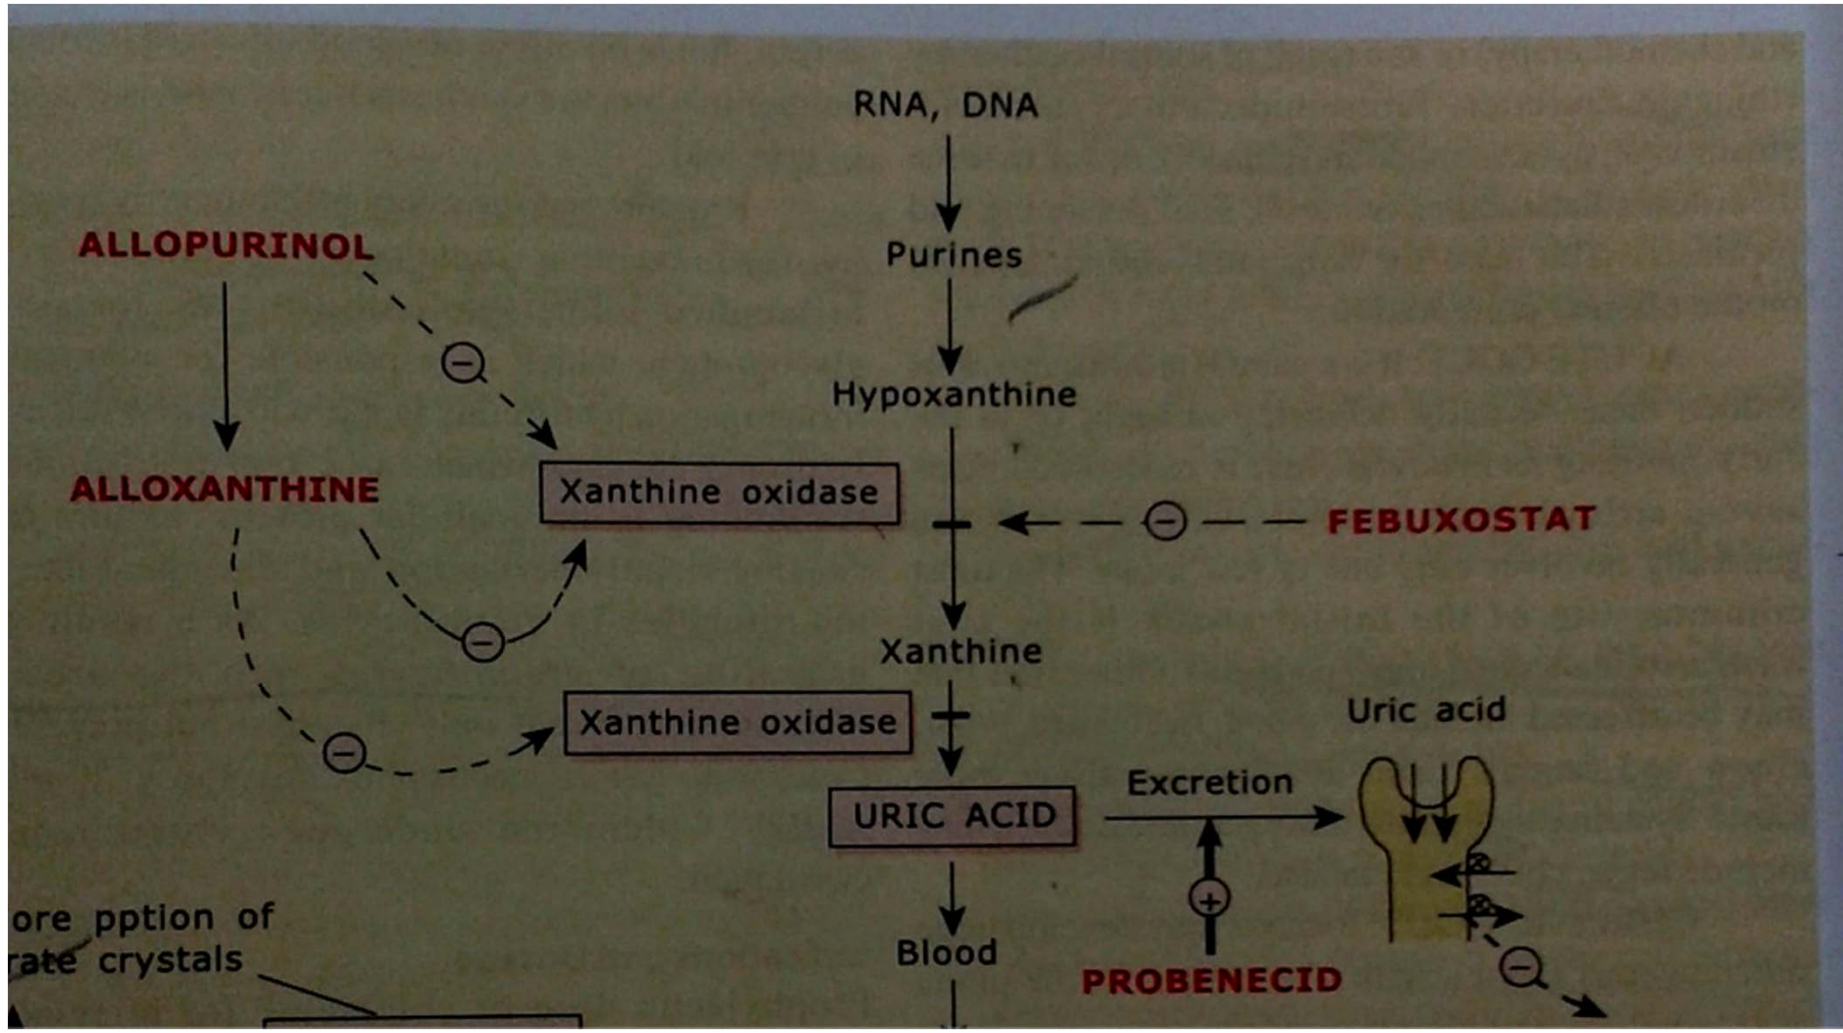 RNA, DNA
Purines
ALLOPURINOL
Hypoxanthine
ALLOXANTHINE
Xanthine oxidase
FEBUXOSTAT
Xanthine
Xanthine oxidase
Uric acid
URIC ACID
Excretion
ore pption of
rate crystals
Blood
PROBENECID